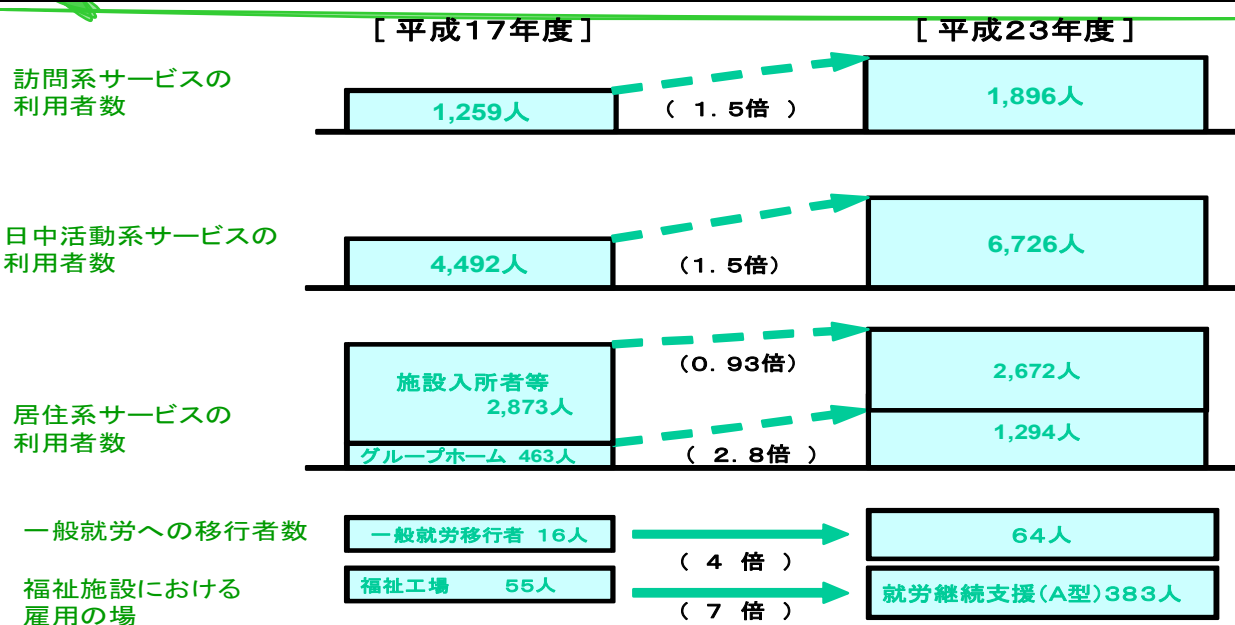 [平成17年度]
[平成23年度]
訪問系サービスの
利用者数
1,259人
( 1.5倍 )
1,896人
日中活動系サービスの
利用者数
4,492人
(1.5倍)
6,726人
居住系サービスの
利用者数
施設入所者等
2,873人
(0.93倍)
2,672人
グループホーム 463人
( 2.8倍 )
1,294人
一般就労への移行者数
一般就労移行者 16人
( 4 倍 )
64人
福祉施設における
雇用の場
福祉工場 55人
( 7 倍 )
就労継続支援(A型)383人